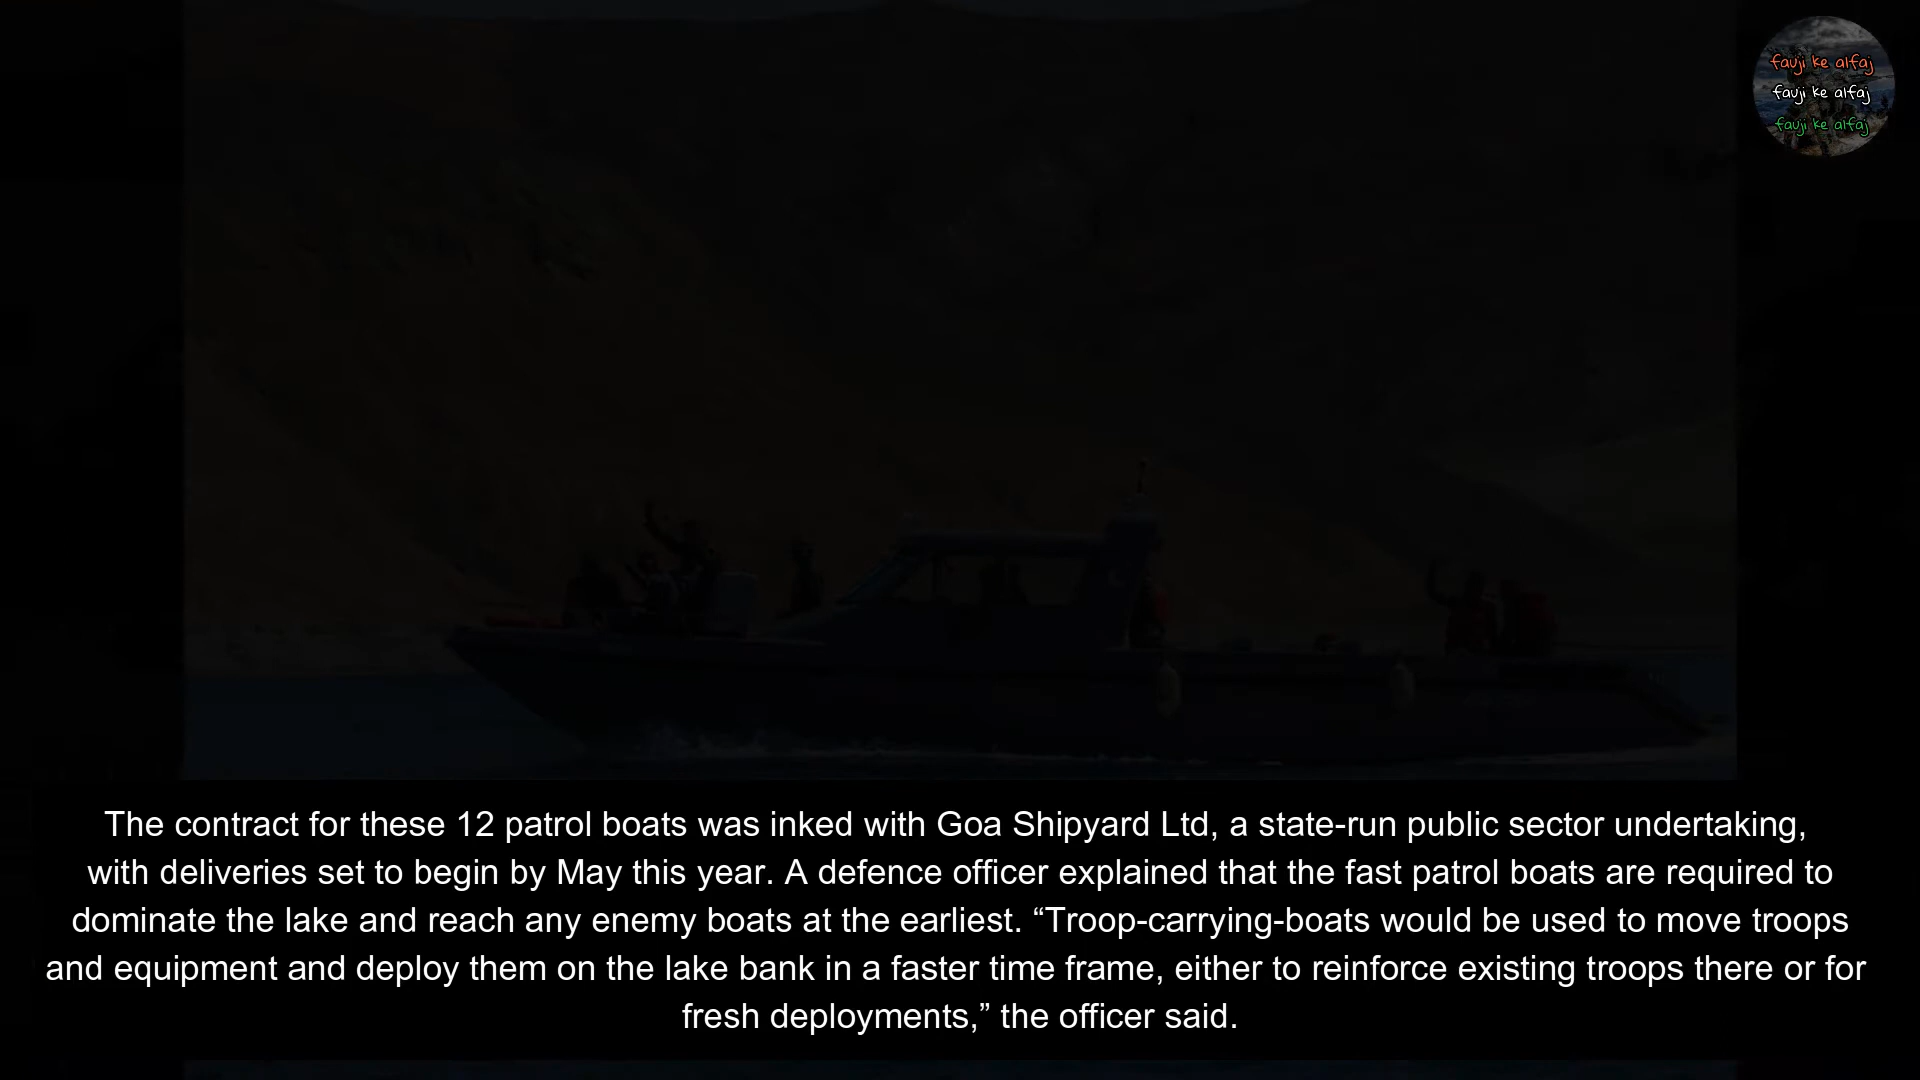 fauji ke alfaj
fauji ke alfaj
fauji ke alfaj
The contract for these 12 patrol boats was inked with Goa Shipyard Ltd, a state-run public sector undertaking,
with deliveries set to begin by May this year. A defence officer explained that the fast patrol boats are required to
dominate the lake and reach any enemy boats at the earliest. “Troop-carrying-boats would be used to move troops
and equipment and deploy them on the lake bank in a faster time frame, either to reinforce existing troops there or for
fresh deployments,” the officer said.